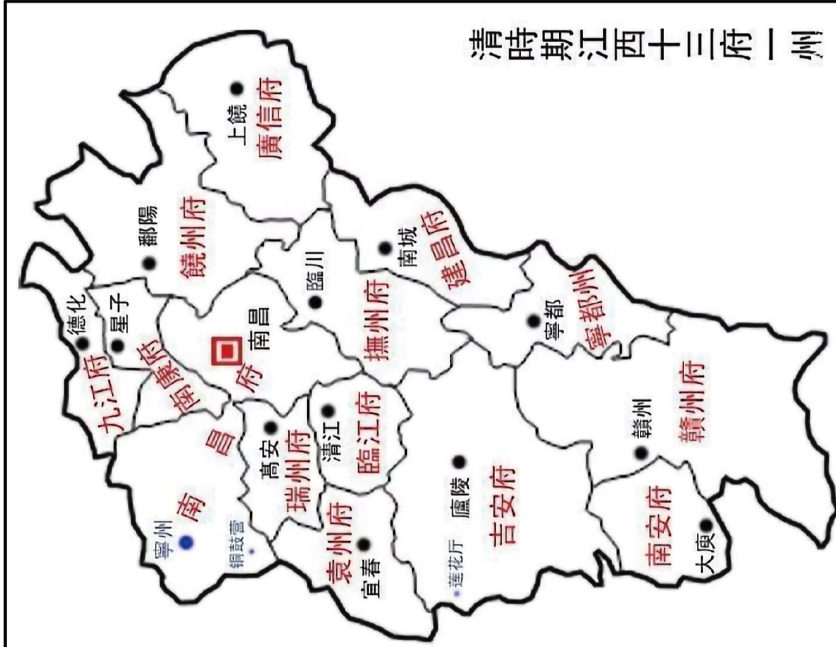 清時期江西十三府一州
德化
九江府
星子
南康府
鄱陽
饒州府
上饒
廣信府
南昌
南昌府
寧州
铜鼓营
高安
瑞州府
清江
臨江府
臨川
撫州府
南城
建昌府
宜春
袁州府
莲花厅
廬陵
吉安府
寧都
寧都州
贛州
贛州府
南安府
大庾